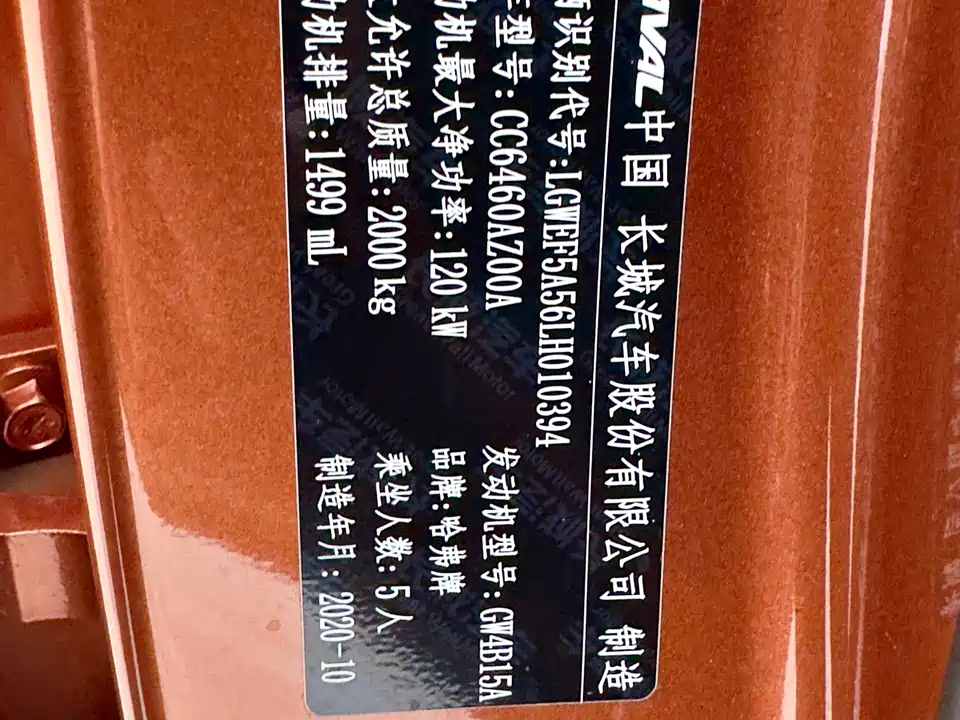 VAL 中国 长城汽车股份有限公司 制造
识别代号:LGWEF5A56LH010394
型号:CC6460AZ00A 发动机型号:GW4B15A
机最大净功率:120 kW 品牌:哈弗牌
允许总质量:2000 kg 乘坐人数:5 人
机排量:1499 mL 制造年月:2020-10